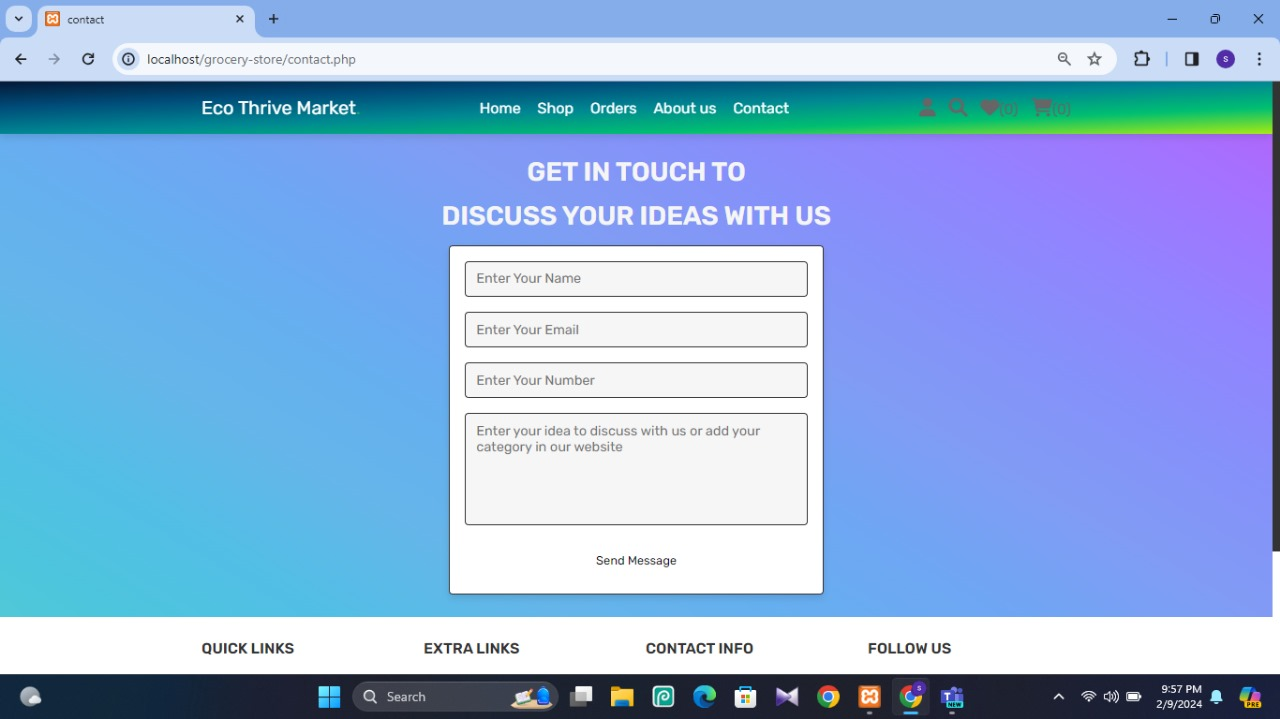 contact
localhost/grocery-store/contact.php
S
Eco Thrive Market.
Home Shop Orders About us Contact
(0) (0)
GET IN TOUCH TO
DISCUSS YOUR IDEAS WITH US
Enter Your Name
Enter Your Email
Enter Your Number
Enter your idea to discuss with us or add your
category in our website
Send Message
QUICK LINKS EXTRA LINKS CONTACT INFO FOLLOW US
Search
NEW
9:57 PM
2/9/2024
PRE